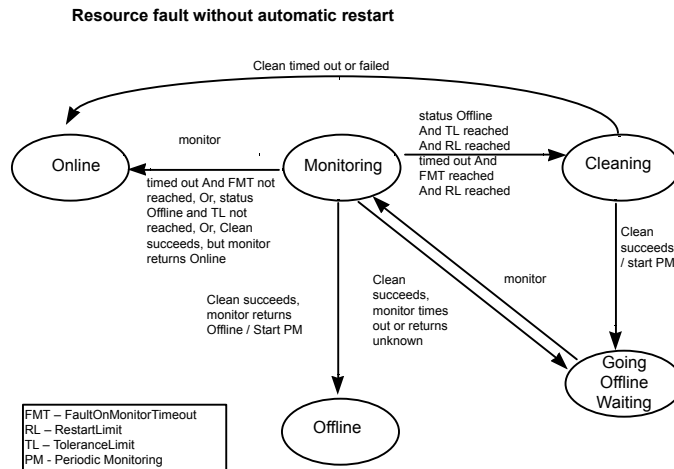 Resource fault without automatic restart
Clean timed out or failed
monitor
status Offline
And TL reached
And RL reached
timed out And
FMT reached
And RL reached
Online
Monitoring
Cleaning
timed out And FMT not
reached, Or, status
Offline and TL not
reached, Or, Clean
succeeds, but monitor
returns Online
Clean
succeeds
/ start PM
Clean succeeds,
monitor returns
Offline / Start PM
Clean
succeeds,
monitor times
out or returns
unknown
monitor
Going
Offline
Waiting
Offline
FMT – FaultOnMonitorTimeout
RL – RestartLimit
TL – ToleranceLimit
PM - Periodic Monitoring